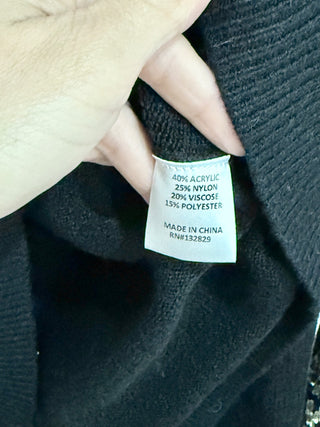 40% ACRYLIC
25% NYLON
20% VISCOSE
15% POLYESTER
MADE IN CHINA
RN#132829